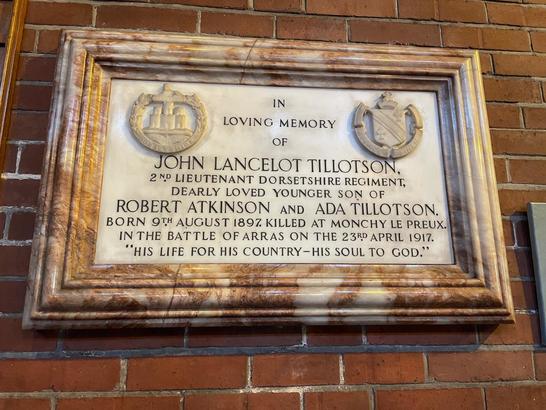 IN
LOVING MEMORY
OF
JOHN LANCELOT TILLOTSON,
2ND LIEUTENANT DORSETSHIRE REGIMENT,
DEARLY LOVED YOUNGER SON OF
ROBERT ATKINSON AND ADA TILLOTSON.
BORN 9TH AUGUST 1897. KILLED AT MONCHY LE PREUX.
IN THE BATTLE OF ARRAS ON THE 23RD APRIL 1917.
"HIS LIFE FOR HIS COUNTRY–HIS SOUL TO GOD."